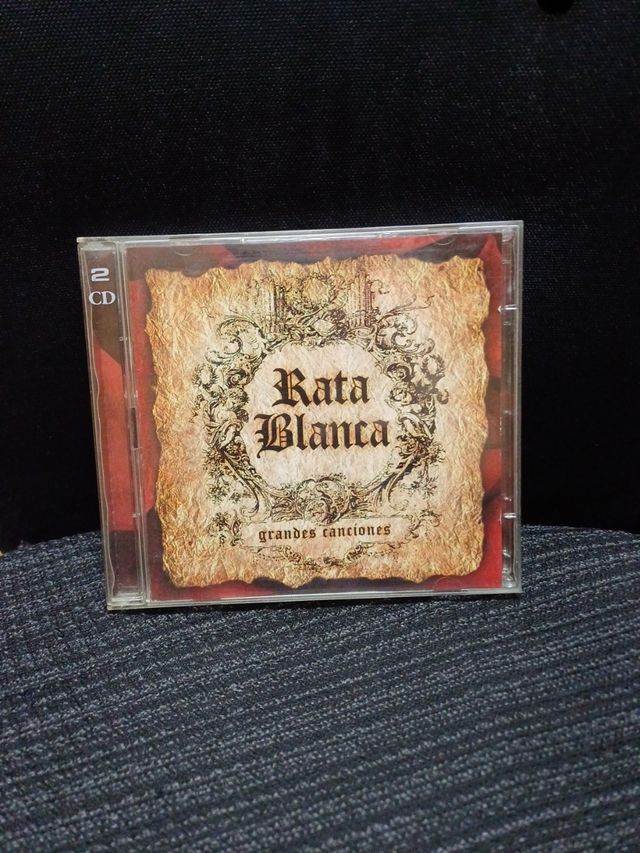 2
CD
Rata
Blanca
grandes canciones